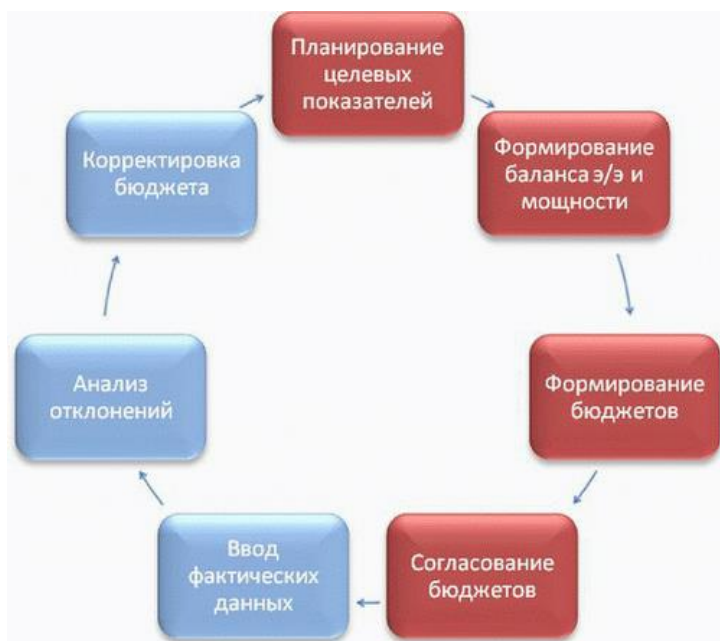 Планирование
целевых
показателей
Формирование
баланса э/э и
мощности
Формирование
бюджетов
Согласование
бюджетов
Ввод
фактических
данных
Анализ
отклонений
Корректировка
бюджета